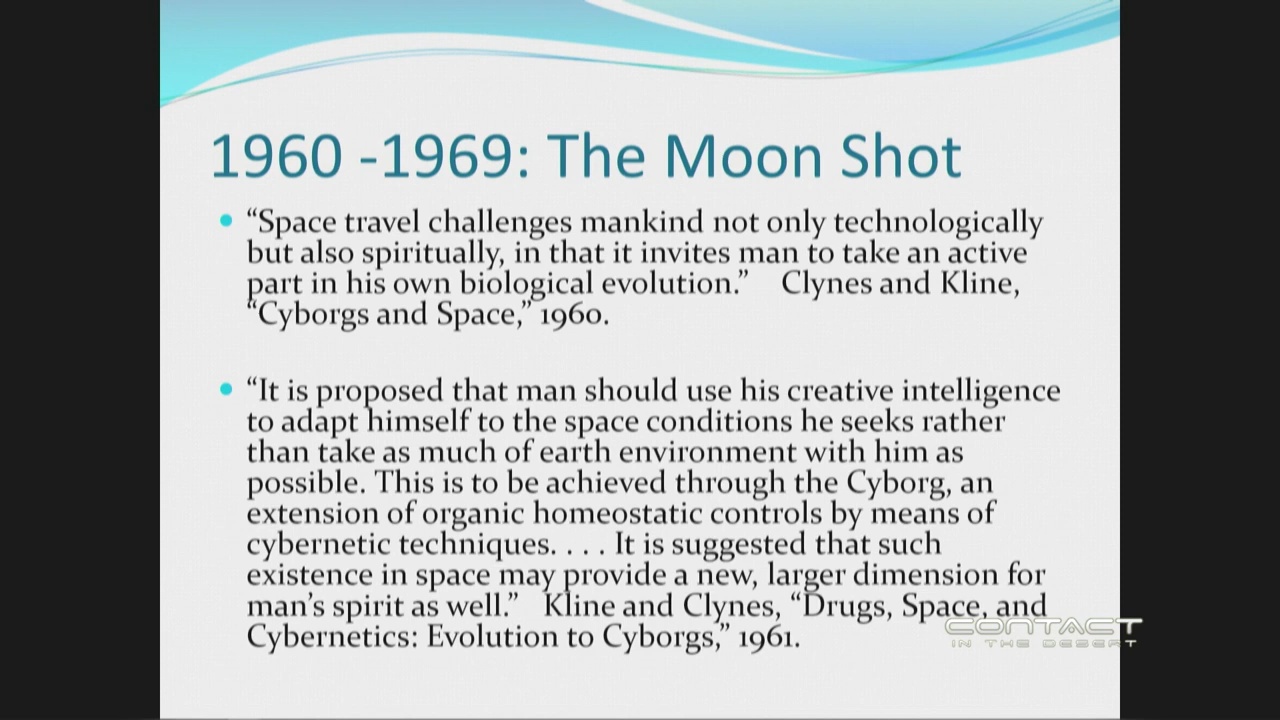 1960 -1969: The Moon Shot
“Space travel challenges mankind not only technologically
but also spiritually, in that it invites man to take an active
part in his own biological evolution.” Clynes and Kline,
“Cyborgs and Space,” 1960.
“It is proposed that man should use his creative intelligence
to adapt himself to the space conditions he seeks rather
than take as much of earth environment with him as
possible. This is to be achieved through the Cyborg, an
extension of organic homeostatic controls by means of
cybernetic techniques. . . . It is suggested that such
existence in space may provide a new, larger dimension for
man’s spirit as well.” Kline and Clynes, “Drugs, Space, and
Cybernetics: Evolution to Cyborgs,” 1961.
CONTACT
IN THE DESERT